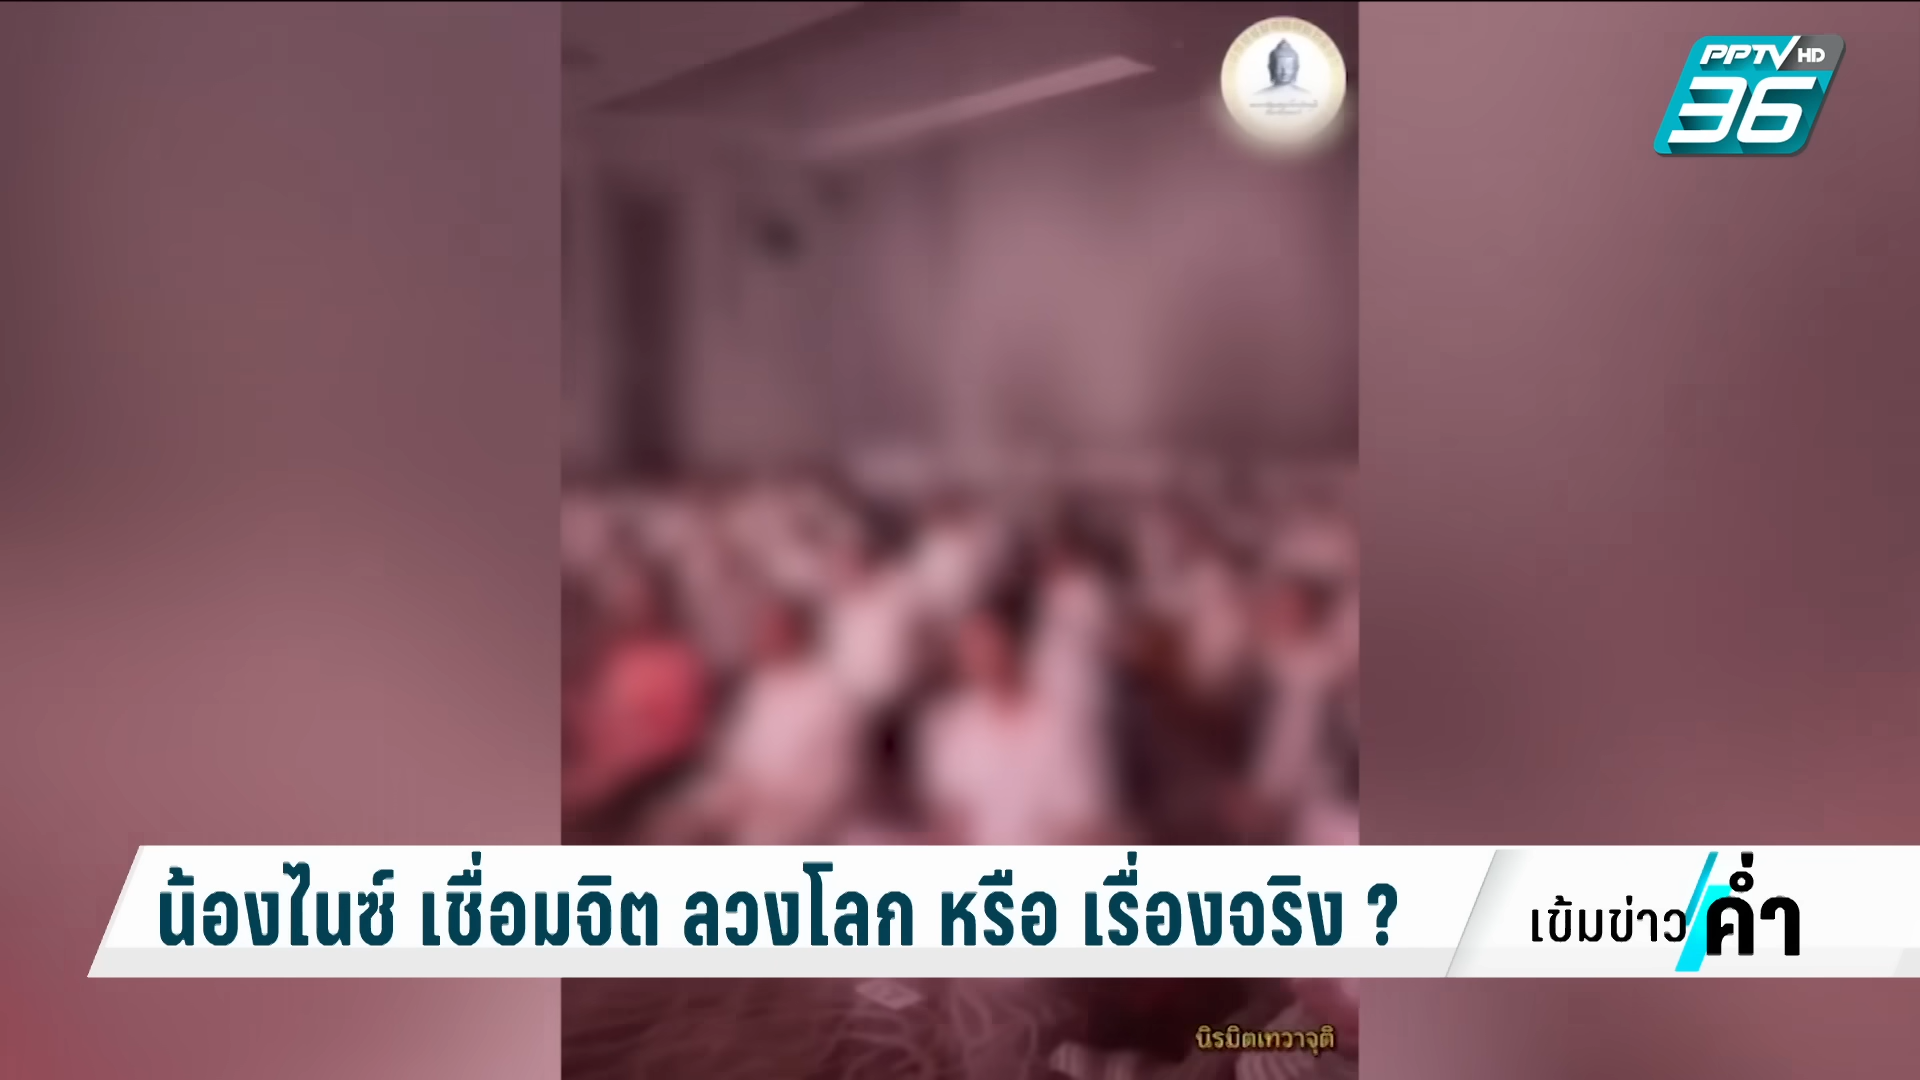 PPTV HD
36
น้องไนซ์ เชื่อมจิต ลวงโลก หรือ เรื่องจริง ?
เข้มข่าวค่ำ
นิรมิตเทวาจุติ